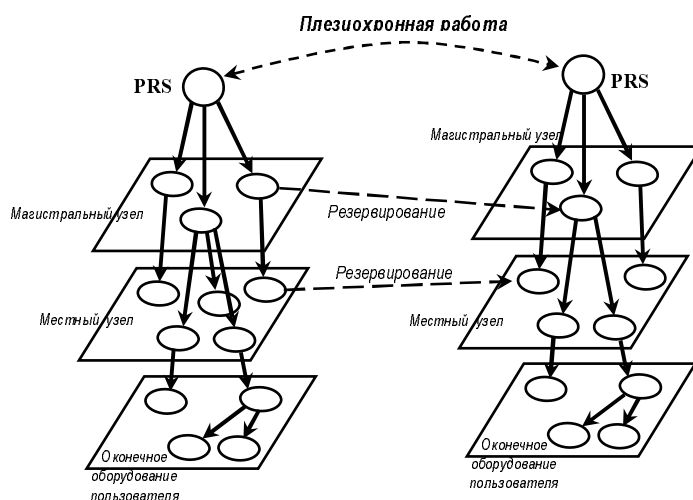 Плезиохронная работа
PRS
PRS
Магистральный узел
Магистральный узел
Резервирование
Резервирование
Местный узел
Местный узел
Оконечное
оборудование
пользователя
Оконечное
оборудование
пользователя